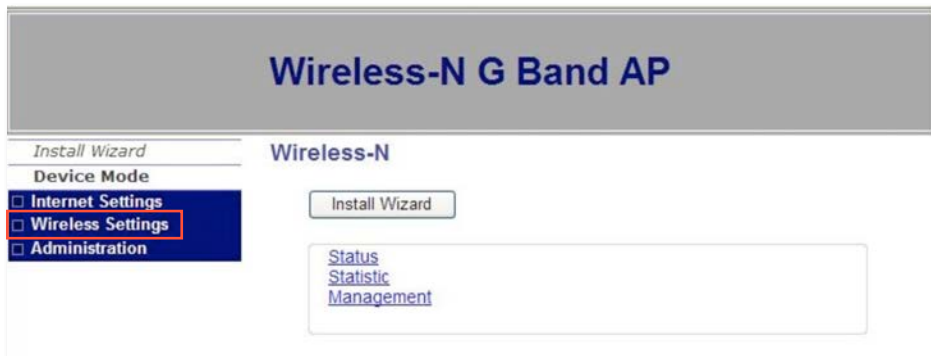 Wireless-N G Band AP
Install Wizard
Device Mode
Internet Settings
Wireless Settings
Administration
Wireless-N
Install Wizard
Status
Statistic
Management